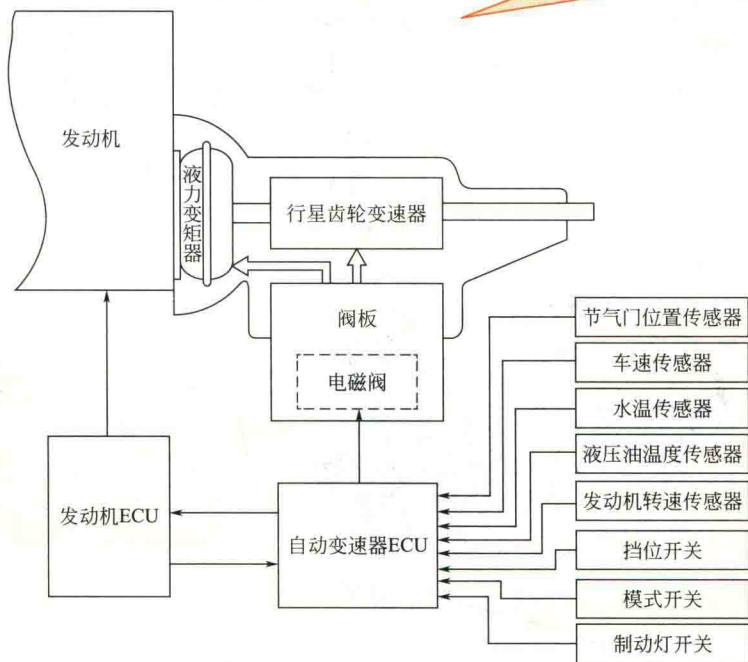 发动机
液力变矩器
行星齿轮变速器
阀板
电磁阀
节气门位置传感器
车速传感器
水温传感器
液压油温度传感器
发动机转速传感器
挡位开关
模式开关
制动灯开关
发动机ECU
自动变速器ECU